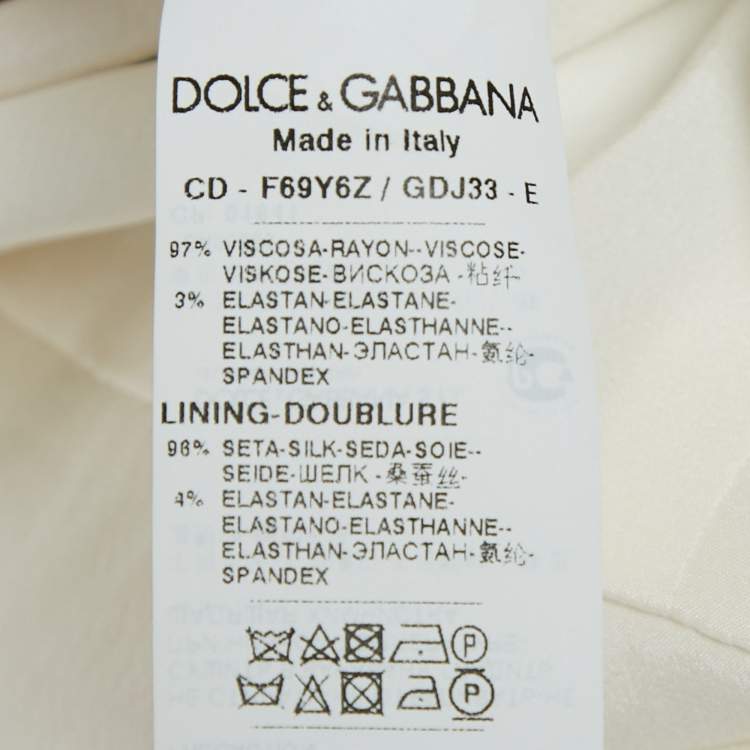 DOLCE & GABBANA
Made in Italy
CD - F69Y6Z / GDJ33 - E
97% VISCOSA-RAYON--VISCOSE-
VISKOSE-ВИСКОЗА -粘纤
3% ELASTAN-ELASTANE-
ELASTANO-ELASTHANNE--
ELASTHAN-ЭЛАСТАН-氨纶-
SPANDEX
LINING-DOUBLURE
96% SETA-SILK-SEDA-SOIE--
SEIDE-ШЕЛК -桑蚕丝-
4% ELASTAN-ELASTANE-
ELASTANO-ELASTHANNE--
ELASTHAN-ЭЛАСТАН-氨纶-
SPANDEX
P
P